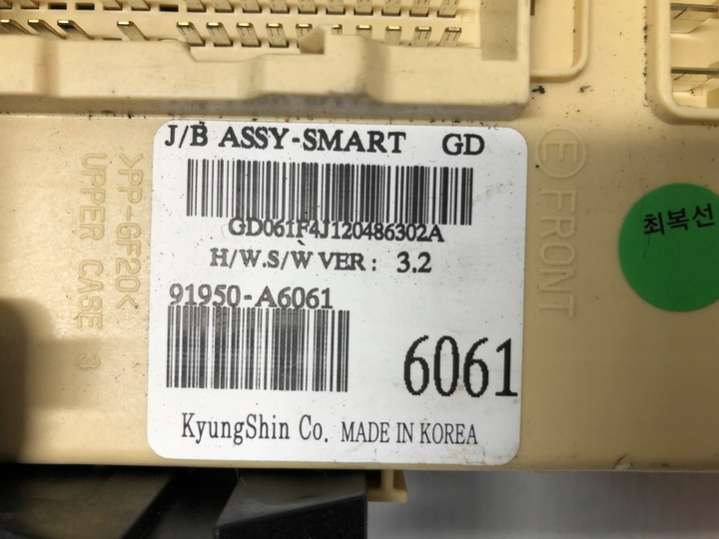 J/B ASSY-SMART GD
GD061F4J120486302A
H/W.S/W VER : 3.2
91950-A6061
6061
KyungShin Co. MADE IN KOREA
>PP-GF20<
UPPER CASE 3
F FRONT
최복선